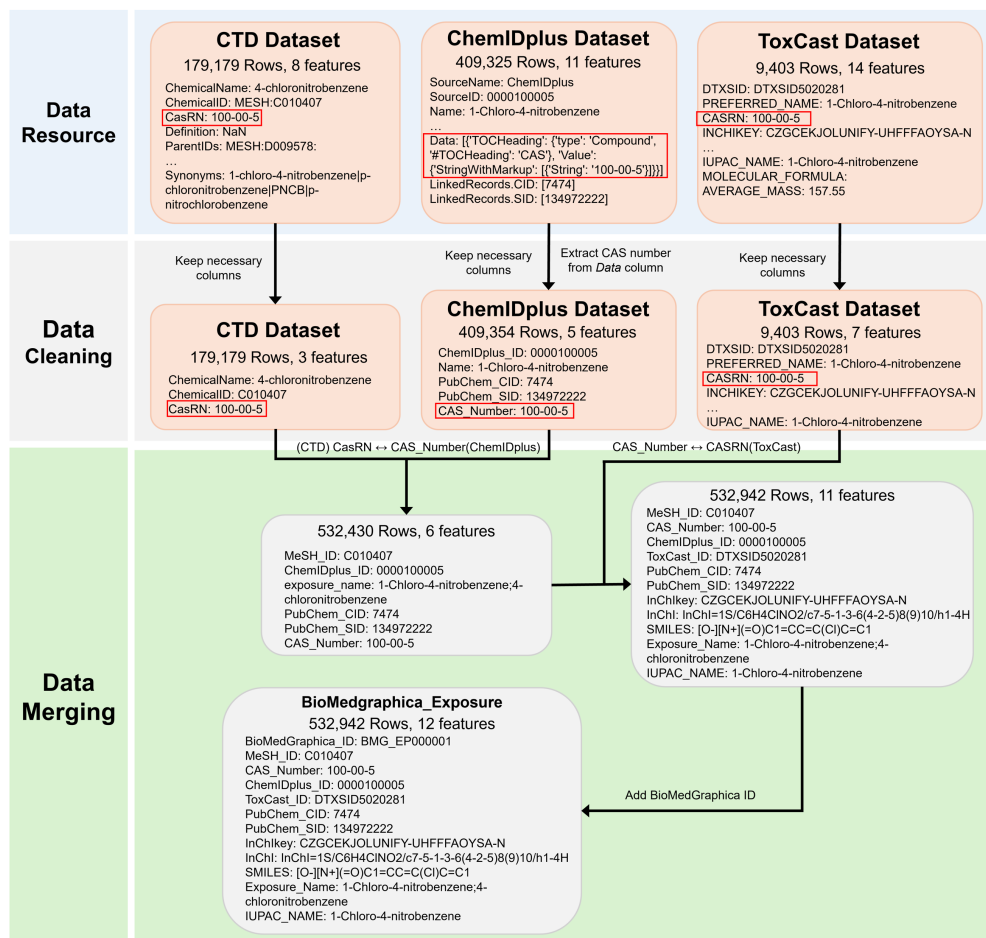 Data
Resource
CTD Dataset
179,179 Rows, 8 features
ChemicalName: 4-chloronitrobenzene
ChemicalID: MESH:C010407
CasRN: 100-00-5
Definition: NaN
ParentIDs: MESH:D009578:
...
Synonyms: 1-chloro-4-nitrobenzene|p-
chloronitrobenzene|PNCB|p-
nitrochlorobenzene
ChemIDplus Dataset
409,325 Rows, 11 features
SourceName: ChemIDplus
SourceID: 0000100005
Name: 1-Chloro-4-nitrobenzene
...
Data: [{'TOCHeading': {'type': 'Compound',
'#TOCHeading': 'CAS'}, 'Value':
{'StringWithMarkup': [{'String': '100-00-5'}]}}]
LinkedRecords.CID: [7474]
LinkedRecords.SID: [134972222]
ToxCast Dataset
9,403 Rows, 14 features
DTXSID: DTXSID5020281
PREFERRED_NAME: 1-Chloro-4-nitrobenzene
CASRN: 100-00-5
INCHIKEY: CZGCEKJOLUNIFY-UHFFFAOYSA-N
...
IUPAC_NAME: 1-Chloro-4-nitrobenzene
MOLECULAR_FORMULA:
AVERAGE_MASS: 157.55
Data
Cleaning
Keep necessary
columns
Keep necessary
columns
Extract CAS number
from Data column
Keep necessary
columns
CTD Dataset
179,179 Rows, 3 features
ChemicalName: 4-chloronitrobenzene
ChemicalID: C010407
CasRN: 100-00-5
ChemIDplus Dataset
409,354 Rows, 5 features
ChemIDplus_ID: 0000100005
Name: 1-Chloro-4-nitrobenzene
PubChem_CID: 7474
PubChem_SID: 134972222
CAS_Number: 100-00-5
ToxCast Dataset
9,403 Rows, 7 features
DTXSID: DTXSID5020281
PREFERRED_NAME: 1-Chloro-4-nitrobenzene
CASRN: 100-00-5
INCHIKEY: CZGCEKJOLUNIFY-UHFFFAOYSA-N
...
IUPAC_NAME: 1-Chloro-4-nitrobenzene
Data
Merging
(CTD) CasRN ↔ CAS_Number(ChemIDplus)
CAS_Number ↔ CASRN(ToxCast)
532,430 Rows, 6 features
MeSH_ID: C010407
ChemIDplus_ID: 0000100005
exposure_name: 1-Chloro-4-nitrobenzene;4-
chloronitrobenzene
PubChem_CID: 7474
PubChem_SID: 134972222
CAS_Number: 100-00-5
532,942 Rows, 11 features
MeSH_ID: C010407
CAS_Number: 100-00-5
ChemIDplus_ID: 0000100005
ToxCast_ID: DTXSID5020281
PubChem_CID: 7474
PubChem_SID: 134972222
InChIkey: CZGCEKJOLUNIFY-UHFFFAOYSA-N
InChI: InChI=1S/C6H4ClNO2/c7-5-1-3-6(4-2-5)8(9)10/h1-4H
SMILES: [O-][N+](=O)C1=CC=C(Cl)C=C1
Exposure_Name: 1-Chloro-4-nitrobenzene;4-
chloronitrobenzene
IUPAC_NAME: 1-Chloro-4-nitrobenzene
Add BioMedGraphica ID
BioMedgraphica_Exposure
532,942 Rows, 12 features
BioMedGraphica_ID: BMG_EP000001
MeSH_ID: C010407
CAS_Number: 100-00-5
ChemIDplus_ID: 0000100005
ToxCast_ID: DTXSID5020281
PubChem_CID: 7474
PubChem_SID: 134972222
InChIkey: CZGCEKJOLUNIFY-UHFFFAOYSA-N
InChI: InChI=1S/C6H4ClNO2/c7-5-1-3-6(4-2-5)8(9)10/h1-4H
SMILES: [O-][N+](=O)C1=CC=C(Cl)C=C1
Exposure_Name: 1-Chloro-4-nitrobenzene;4-
chloronitrobenzene
IUPAC_NAME: 1-Chloro-4-nitrobenzene